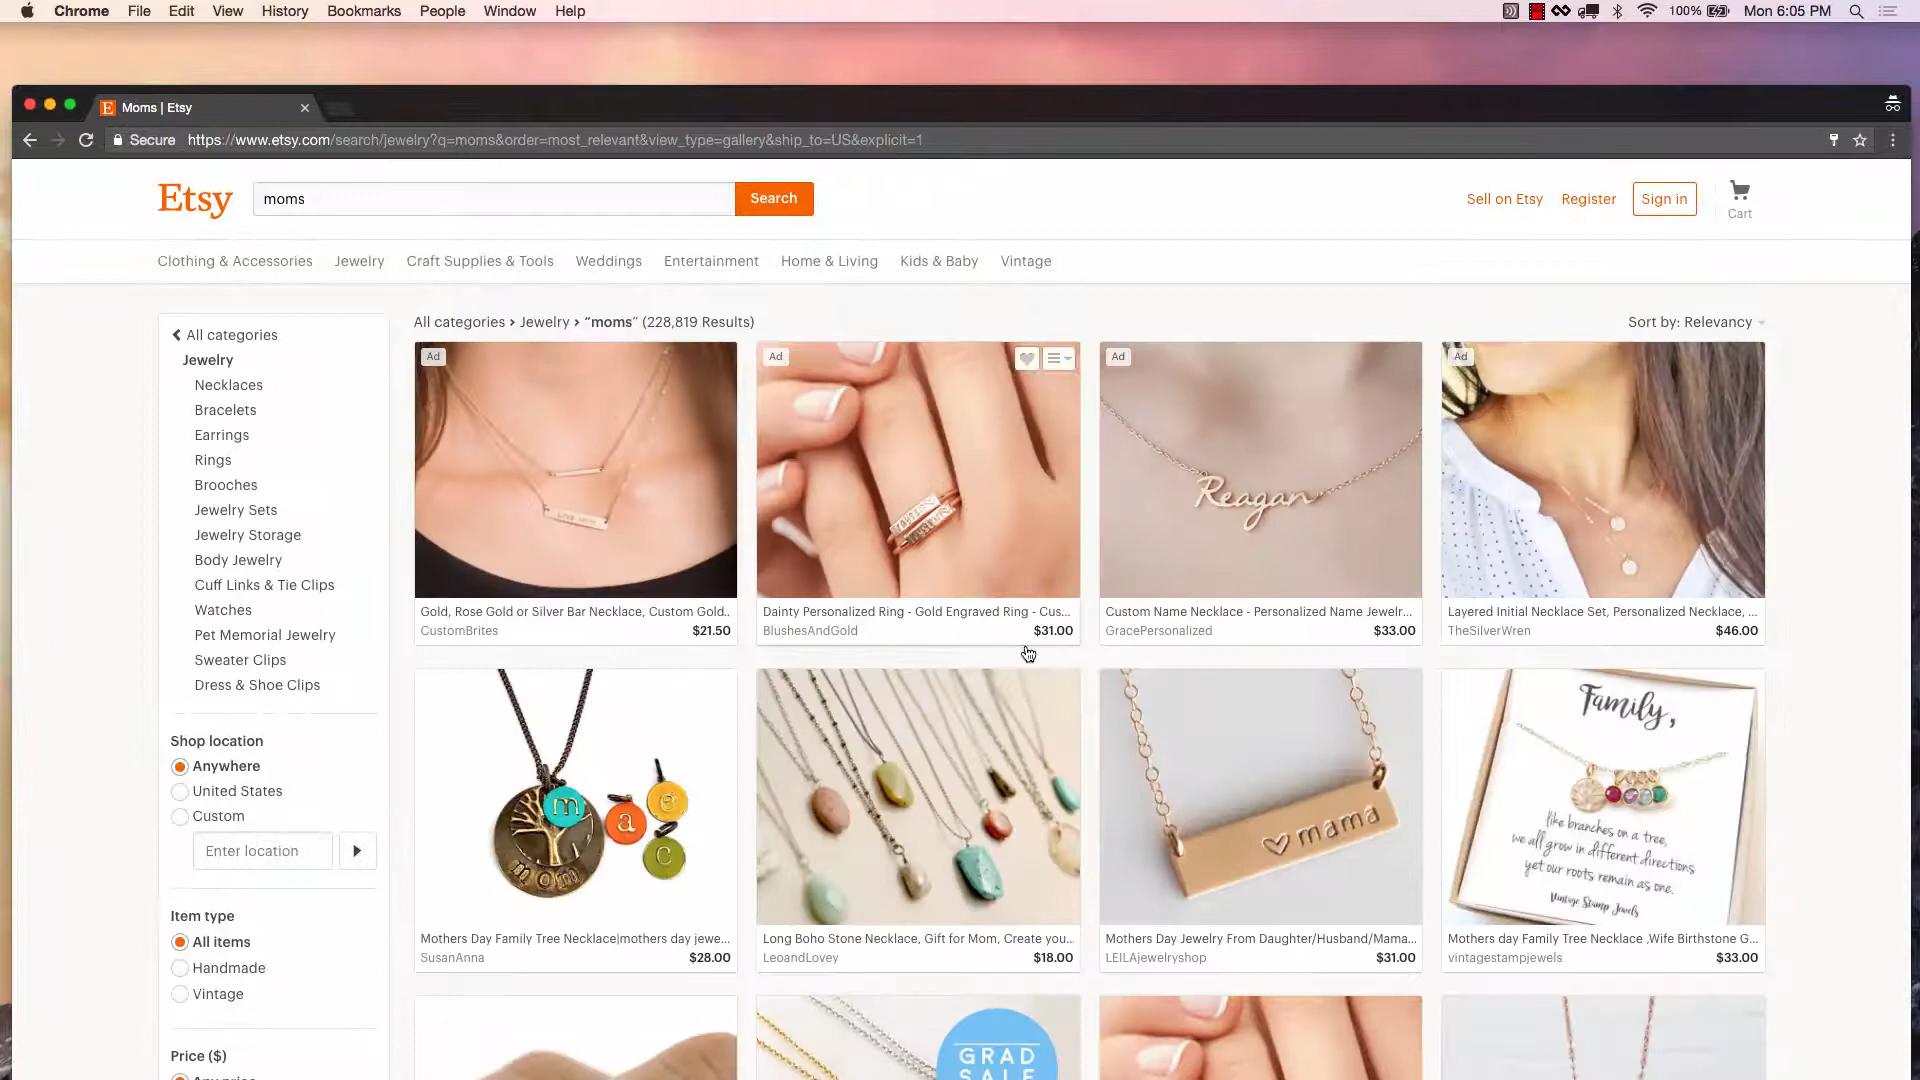 Chrome File Edit View History Bookmarks People Window Help
100% Mon 6:05 PM
Moms | Etsy
Secure https://www.etsy.com/search/jewelry?q=moms&order=most_relevant&view_type=gallery&ship_to=US&explicit=1
Etsy moms Search Sell on Etsy Register Sign in Cart
Clothing & Accessories Jewelry Craft Supplies & Tools Weddings Entertainment Home & Living Kids & Baby Vintage
All categories
Jewelry
Necklaces
Bracelets
Earrings
Rings
Brooches
Jewelry Sets
Jewelry Storage
Body Jewelry
Cuff Links & Tie Clips
Watches
Pet Memorial Jewelry
Sweater Clips
Dress & Shoe Clips
Shop location
Anywhere
United States
Custom
Enter location
Item type
All items
Handmade
Vintage
Price ($)
All categories > Jewelry > “moms” (228,819 Results)
Sort by: Relevancy
Ad
Ad
Ad
Ad
Reagan
Gold, Rose Gold or Silver Bar Necklace, Custom Gold...
CustomBrites $21.50
Dainty Personalized Ring - Gold Engraved Ring - Cus...
BlushesAndGold $31.00
Custom Name Necklace - Personalized Name Jewelr...
GracePersonalized $33.00
Layered Initial Necklace Set, Personalized Necklace, ...
TheSilverWren $46.00
m
a
e
c
mom
mama
Family,
like branches on a tree,
we all grow in different directions
yet our roots remain as one.
Vintage Stamp Jewels
Mothers Day Family Tree Necklace|mothers day jewe...
SusanAnna $28.00
Long Boho Stone Necklace, Gift for Mom, Create you...
LeoandLovey $18.00
Mothers Day Jewelry From Daughter/Husband/Mama...
LEILAjewelryshop $31.00
Mothers day Family Tree Necklace ,Wife Birthstone G...
vintagestampjewels $33.00
GRAD
SALE